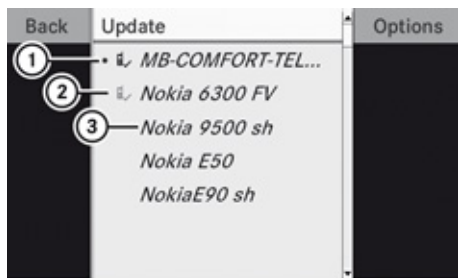 Back
Update
Options
1
MB-COMFORT-TEL...
2
Nokia 6300 FV
3
Nokia 9500 sh
Nokia E50
NokiaE90 sh